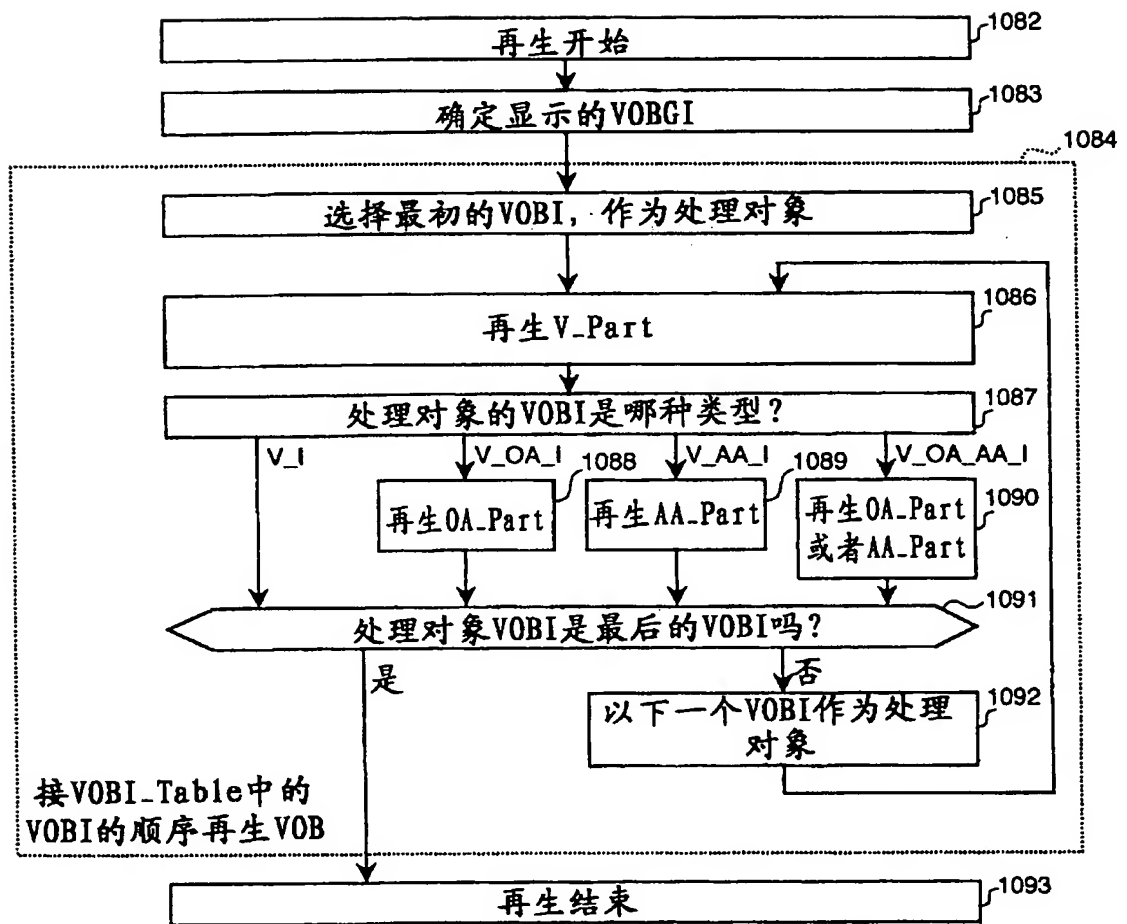 再生开始
1082
确定显示的VOBGI
1083
1084
选择最初的VOBI, 作为处理对象
1085
再生V_Part
1086
处理对象的VOBI是哪种类型?
1087
V_I
V_OA_I
V_AA_I
V_OA_AA_I
1088
1089
1090
再生OA_Part
再生AA_Part
再生OA_Part
或者AA_Part
处理对象VOBI是最后的VOBI吗?
1091
是
否
以下一个VOBI作为处理
对象
1092
接VOBI_Table中的
VOBI的顺序再生VOB
再生结束
1093